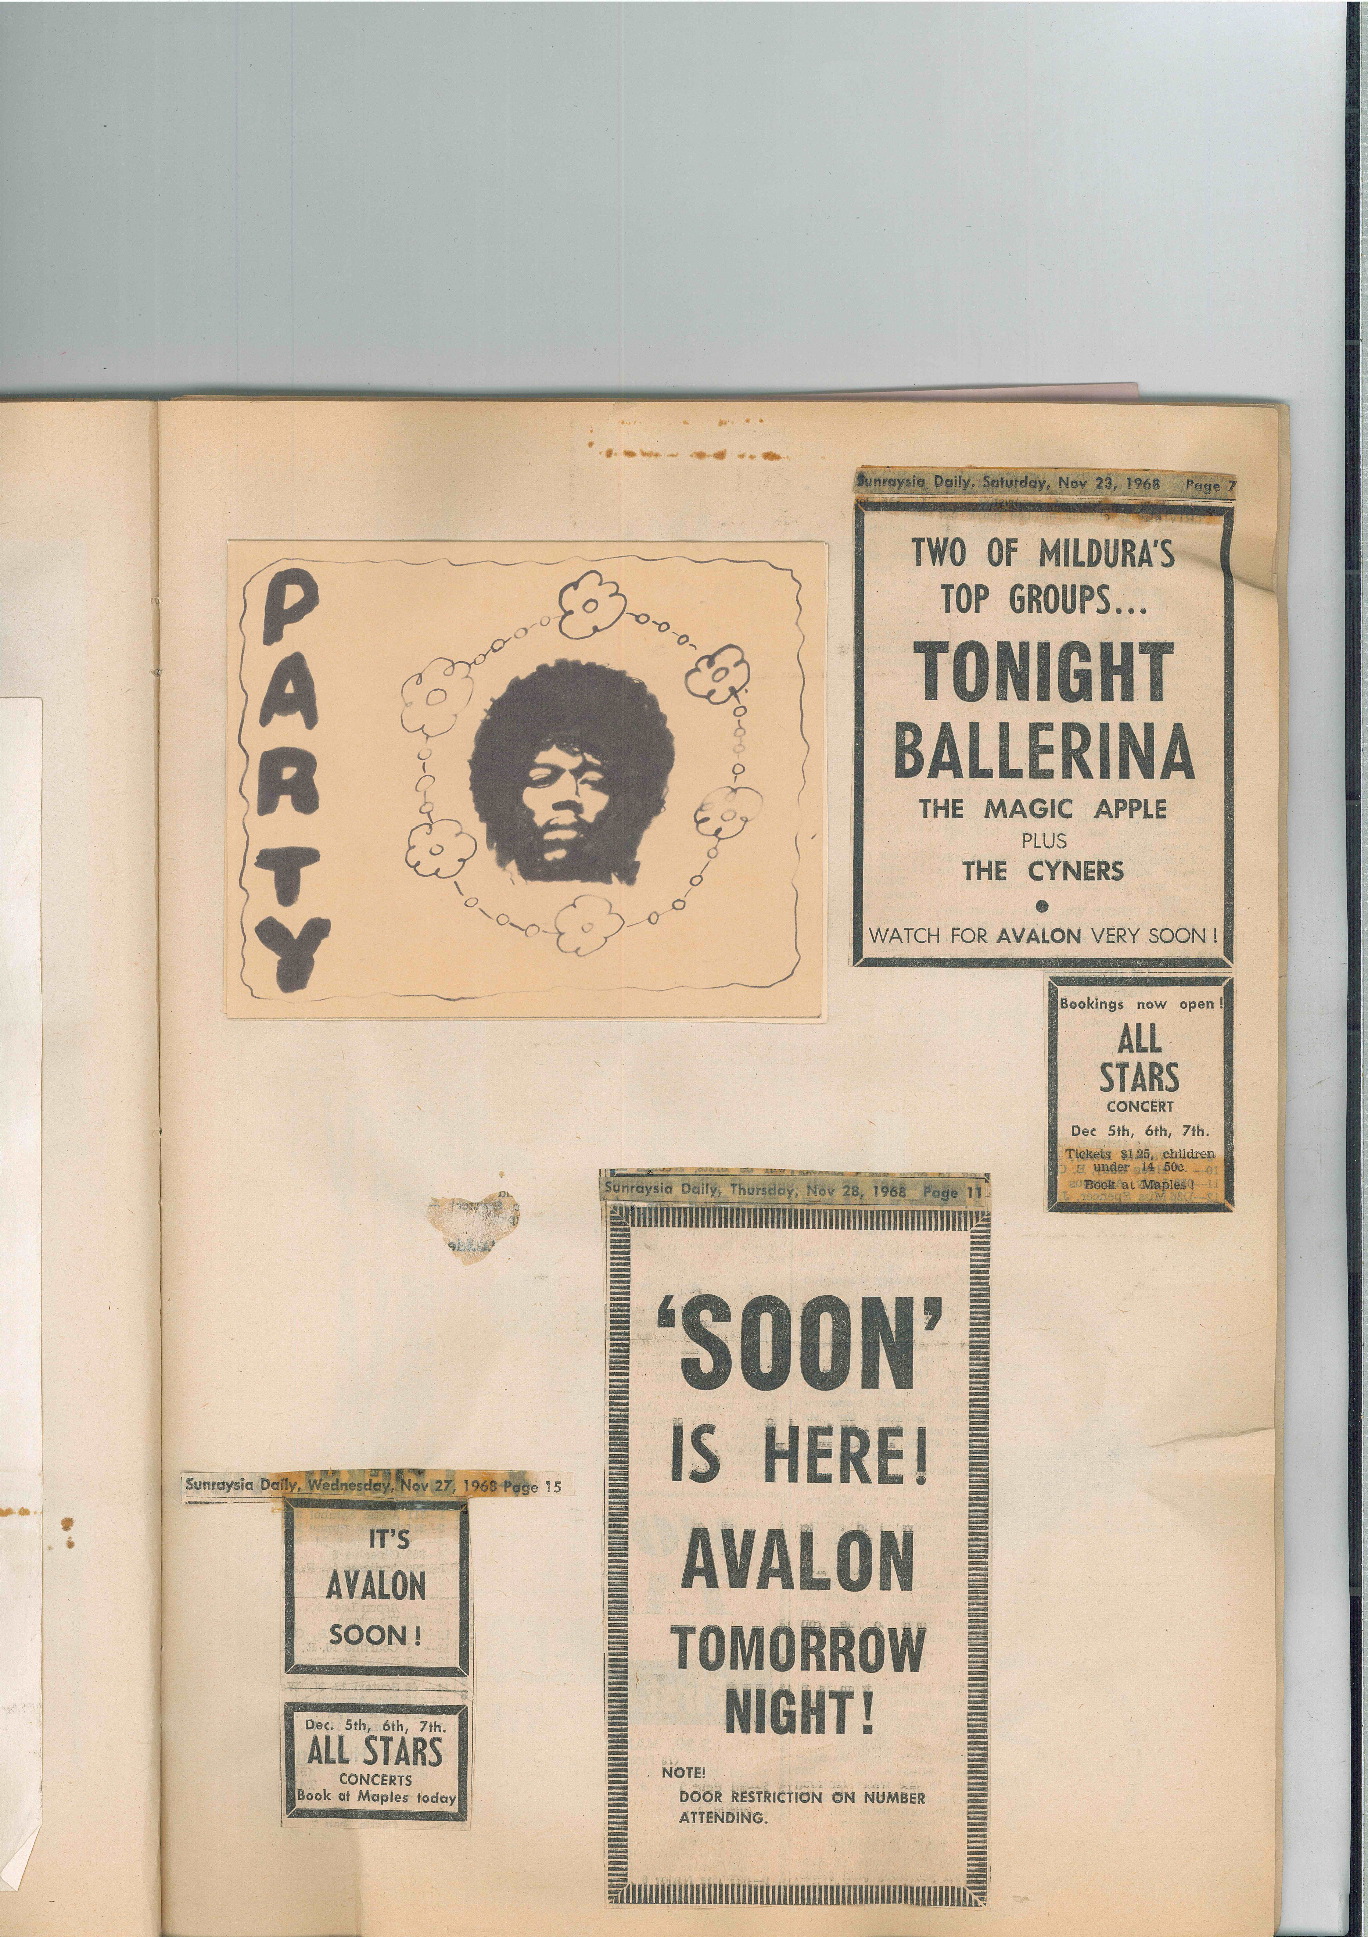 PARTY
Sunraysia Daily, Saturday, Nov 23, 1968 Page 7
TWO OF MILDURA'S
TOP GROUPS...
TONIGHT
BALLERINA
THE MAGIC APPLE
PLUS
THE CYNERS
WATCH FOR AVALON VERY SOON!
Bookings now open!
ALL
STARS
CONCERT
Dec 5th, 6th, 7th.
Tickets $1.25, children
under 14 50c.
Book at Maples!
Sunraysia Daily, Thursday, Nov 28, 1968 Page 11
'SOON'
IS HERE!
AVALON
TOMORROW
NIGHT!
NOTE!
DOOR RESTRICTION ON NUMBER
ATTENDING.
Sunraysia Daily, Wednesday, Nov 27, 1968 Page 15
IT'S
AVALON
SOON!
Dec. 5th, 6th, 7th.
ALL STARS
CONCERTS
Book at Maples today